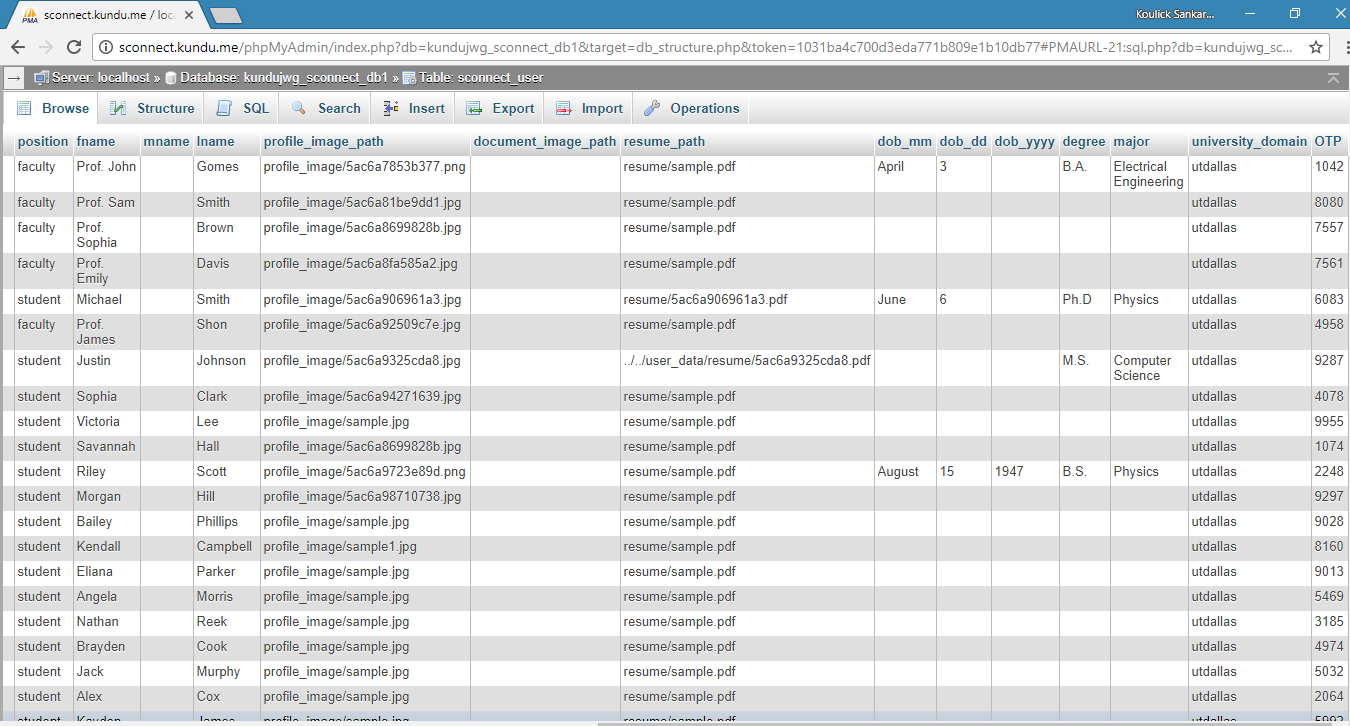 sconnect.kundu.me / loc
Koulick Sankar...
sconnect.kundu.me/phpMyAdmin/index.php?db=kundujwg_sconnect_db1&target=db_structure.php&token=1031ba4c700d3eda771b809e1b10db77#PMAURL-21:sql.php?db=kundujwg_sc...
Server: localhost » Database: kundujwg_sconnect_db1 » Table: sconnect_user
Browse Structure SQL Search Insert Export Import Operations
position fname mname lname profile_image_path document_image_path resume_path dob_mm dob_dd dob_yyyy degree major university_domain OTP
faculty Prof. John Gomes profile_image/5ac6a7853b377.png resume/sample.pdf April 3 B.A. Electrical utdallas 1042
Engineering
faculty Prof. Sam Smith profile_image/5ac6a81be9dd1.jpg resume/sample.pdf utdallas 8080
faculty Prof. Brown profile_image/5ac6a8699828b.jpg resume/sample.pdf utdallas 7557
Sophia
faculty Prof. Davis profile_image/5ac6a8fa585a2.jpg resume/sample.pdf utdallas 7561
Emily
student Michael Smith profile_image/5ac6a906961a3.jpg resume/5ac6a906961a3.pdf June 6 Ph.D Physics utdallas 6083
faculty Prof. Shon profile_image/5ac6a92509c7e.jpg resume/sample.pdf utdallas 4958
James
student Justin Johnson profile_image/5ac6a9325cda8.jpg ../../user_data/resume/5ac6a9325cda8.pdf M.S. Computer utdallas 9287
Science
student Sophia Clark profile_image/5ac6a94271639.jpg resume/sample.pdf utdallas 4078
student Victoria Lee profile_image/sample.jpg resume/sample.pdf utdallas 9955
student Savannah Hall profile_image/5ac6a8699828b.jpg resume/sample.pdf utdallas 1074
student Riley Scott profile_image/5ac6a9723e89d.png resume/sample.pdf August 15 1947 B.S. Physics utdallas 2248
student Morgan Hill profile_image/5ac6a98710738.jpg resume/sample.pdf utdallas 9297
student Bailey Phillips profile_image/sample.jpg resume/sample.pdf utdallas 9028
student Kendall Campbell profile_image/sample1.jpg resume/sample.pdf utdallas 8160
student Eliana Parker profile_image/sample.jpg resume/sample.pdf utdallas 9013
student Angela Morris profile_image/sample.jpg resume/sample.pdf utdallas 5469
student Nathan Reek profile_image/sample.jpg resume/sample.pdf utdallas 3185
student Brayden Cook profile_image/sample.jpg resume/sample.pdf utdallas 4974
student Jack Murphy profile_image/sample.jpg resume/sample.pdf utdallas 5032
student Alex Cox profile_image/sample.jpg resume/sample.pdf utdallas 2064
student Kayden James profile_image/sample.jpg resume/sample.pdf utdallas 5992